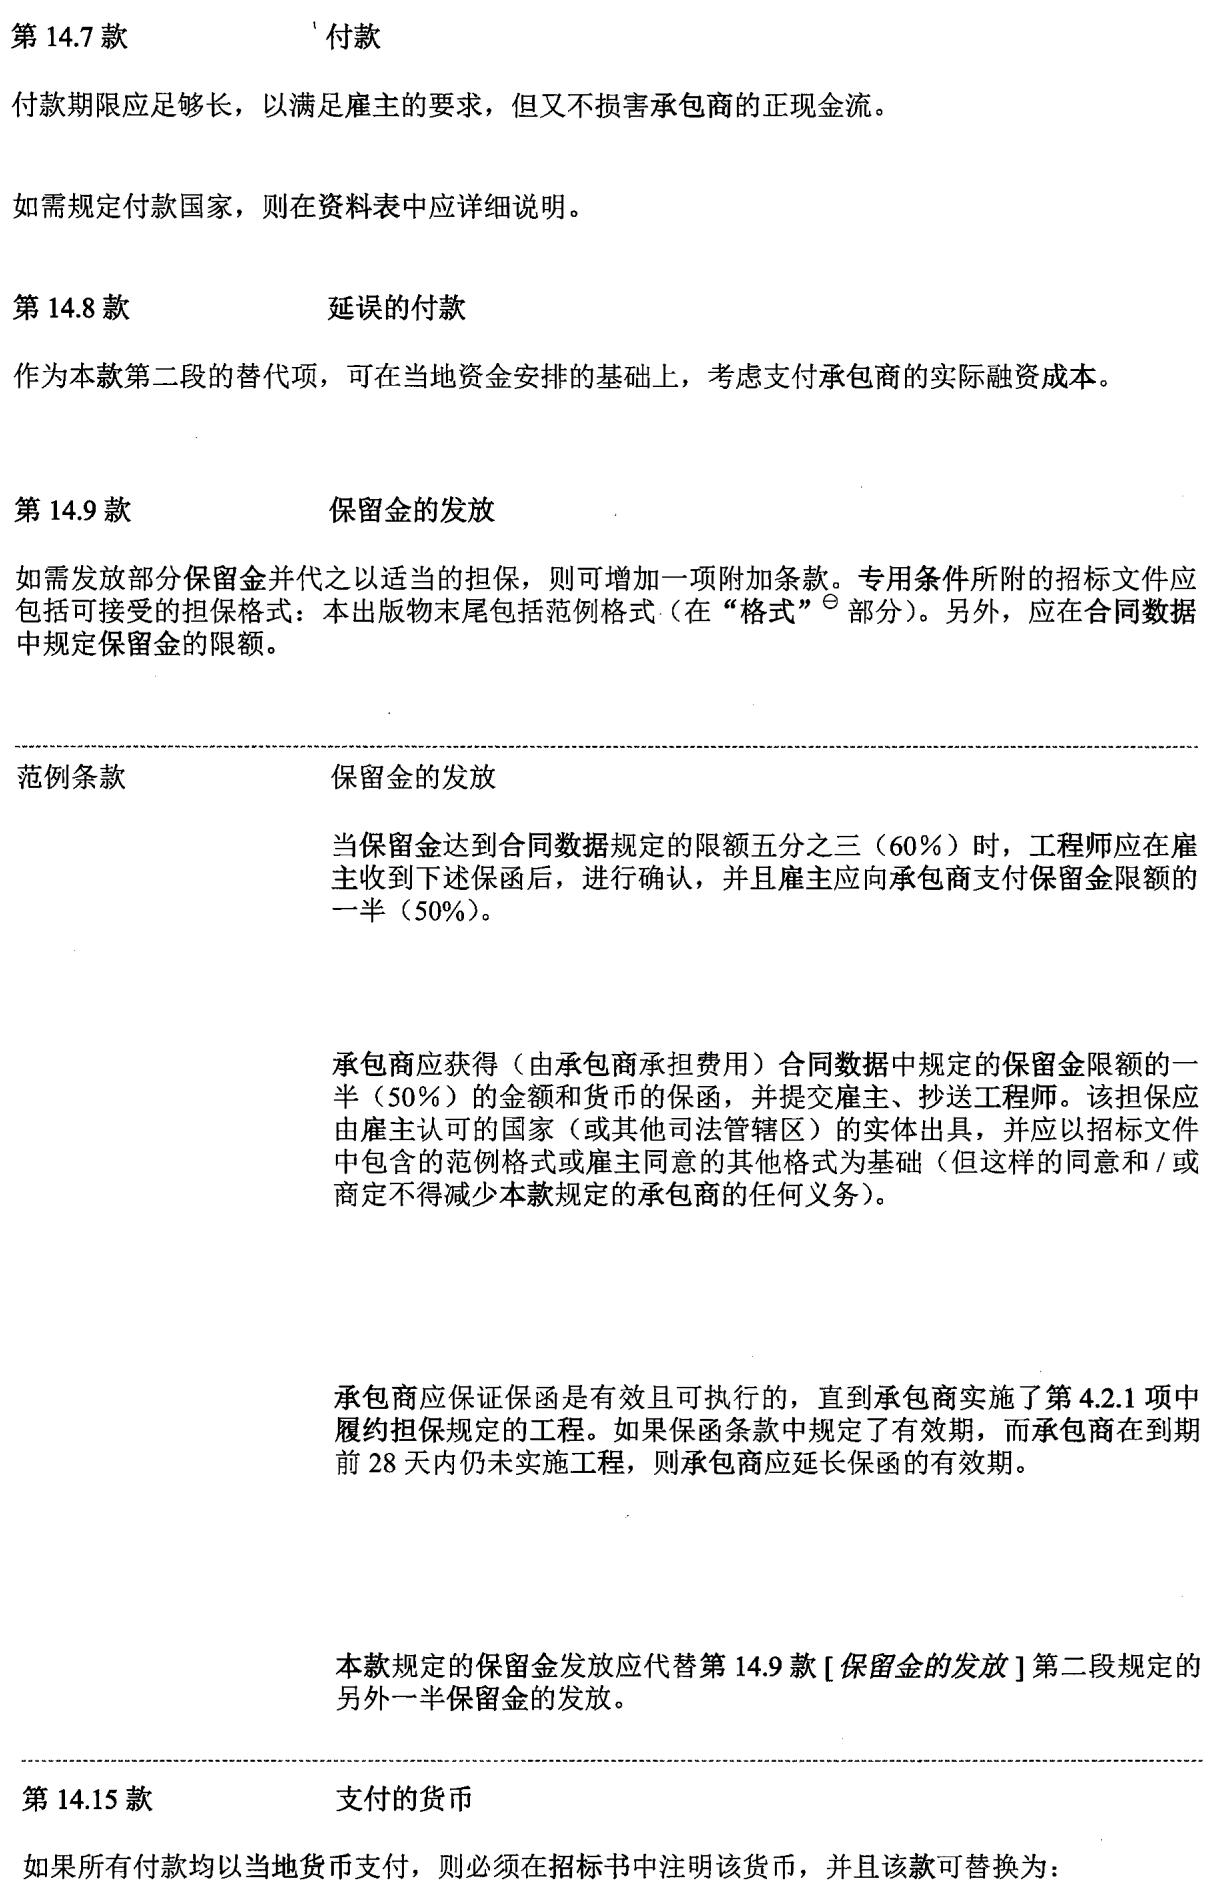 第 14.7 款 付款
付款期限应足够长，以满足雇主的要求，但又不损害承包商的正现金流。
如需规定付款国家，则在资料表中应详细说明。
第 14.8 款 延误的付款
作为本款第二段的替代项，可在当地资金安排的基础上，考虑支付承包商的实际融资成本。
第 14.9 款 保留金的发放
如需发放部分保留金并代之以适当的担保，则可增加一项附加条款。专用条件所附的招标文件应
包括可接受的担保格式：本出版物末尾包括范例格式（在“格式”㊀ 部分）。另外，应在合同数据
中规定保留金的限额。
范例条款 保留金的发放
当保留金达到合同数据规定的限额五分之三（60%）时，工程师应在雇
主收到下述保函后，进行确认，并且雇主应向承包商支付保留金限额的
一半（50%）。
承包商应获得（由承包商承担费用）合同数据中规定的保留金限额的一
半（50%）的金额和货币的保函，并提交雇主、抄送工程师。该担保应
由雇主认可的国家（或其他司法管辖区）的实体出具，并应以招标文件
中包含的范例格式或雇主同意的其他格式为基础（但这样的同意和 / 或
商定不得减少本款规定的承包商的任何义务）。
承包商应保证保函是有效且可执行的，直到承包商实施了第 4.2.1 项中
履约担保规定的工程。如果保函条款中规定了有效期，而承包商在到期
前 28 天内仍未实施工程，则承包商应延长保函的有效期。
本款规定的保留金发放应代替第 14.9 款 [ 保留金的发放 ] 第二段规定的
另外一半保留金的发放。
第 14.15 款 支付的货币
如果所有付款均以当地货币支付，则必须在招标书中注明该货币，并且该款可替换为：